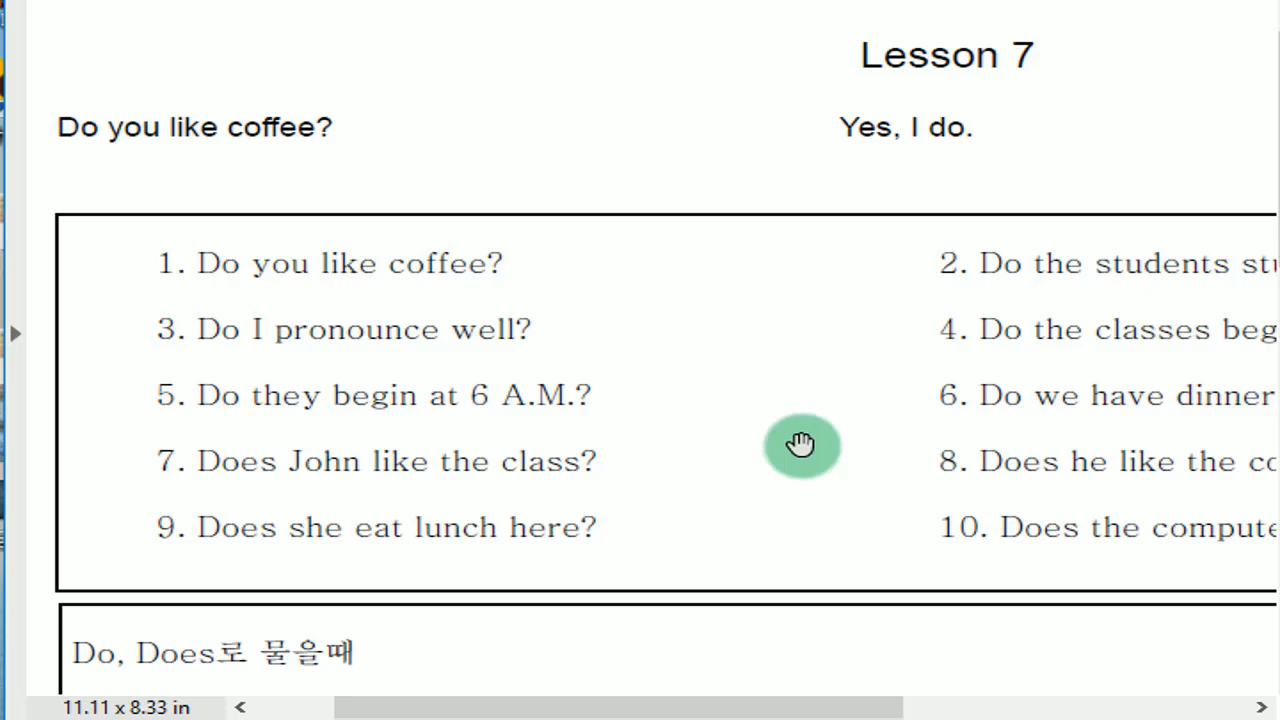 Lesson 7
Do you like coffee? Yes, I do.
1. Do you like coffee? 2. Do the students
3. Do I pronounce well? 4. Do the classes
5. Do they begin at 6 A.M.? 6. Do we have dinner
7. Does John like the class? 8. Does he like the
9. Does she eat lunch here? 10. Does the
Do, Does로 물을때
11.11 x 8.33 in